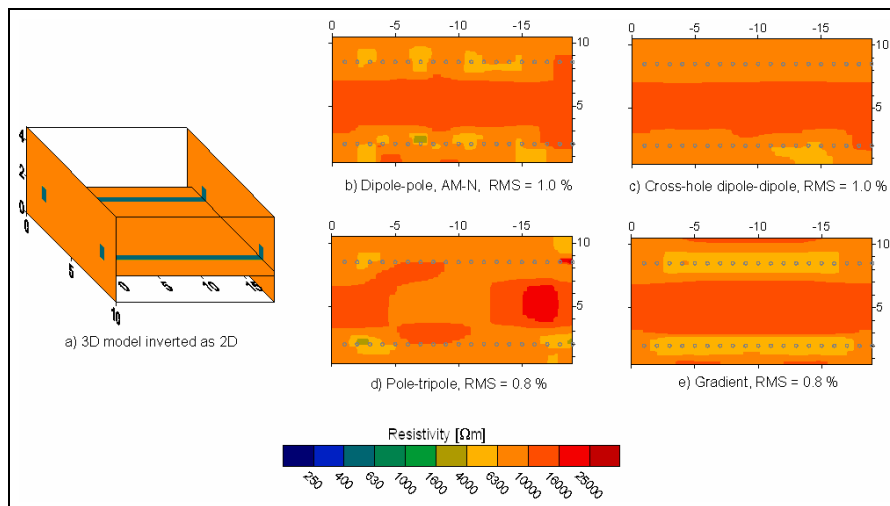 0 -5 -10 -15
0 -5 -10 -15
10
5
10
5
4
2
0
0
5
10
0
5
10
15
b) Dipole-pole, AM-N, RMS = 1.0 %
c) Cross-hole dipole-dipole, RMS = 1.0 %
-5 -10 -15
-5 -10 -15
10
5
10
5
a) 3D model inverted as 2D
d) Pole-tripole, RMS = 0.8 %
e) Gradient, RMS = 0.8 %
Resistivity [Ωm]
250 400 630 1000 1600 4000 6300 10000 16000 25000